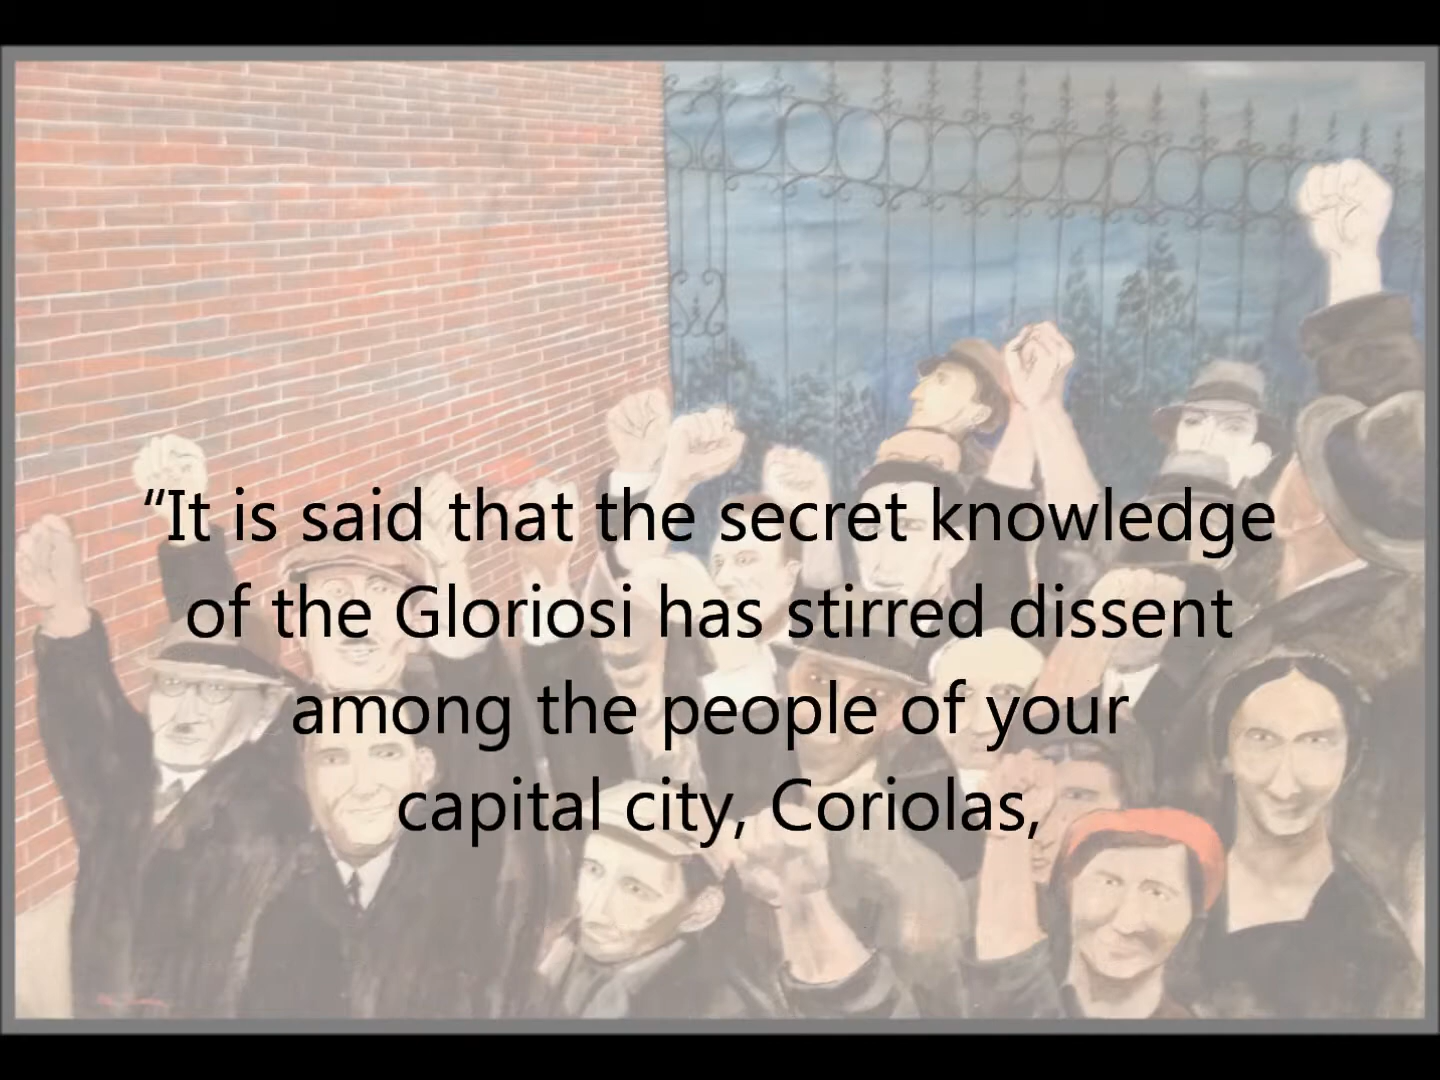 “It is said that the secret knowledge
of the Gloriosi has stirred dissent
among the people of your
capital city, Coriolas,